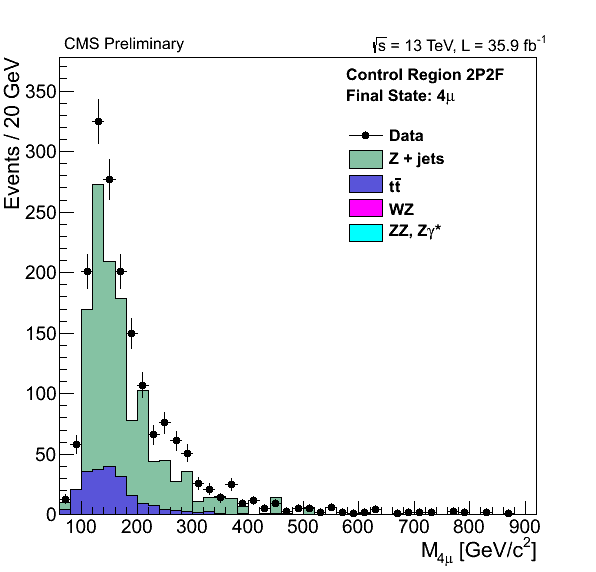 CMS Preliminary
√s = 13 TeV, L = 35.9 fb⁻¹
Control Region 2P2F
Final State: 4μ
Data
Z + jets
tt̅
WZ
ZZ, Zγ*
Events / 20 GeV
350
300
250
200
150
100
50
0
100 200 300 400 500 600 700 800 900
M₄μ [GeV/c²]